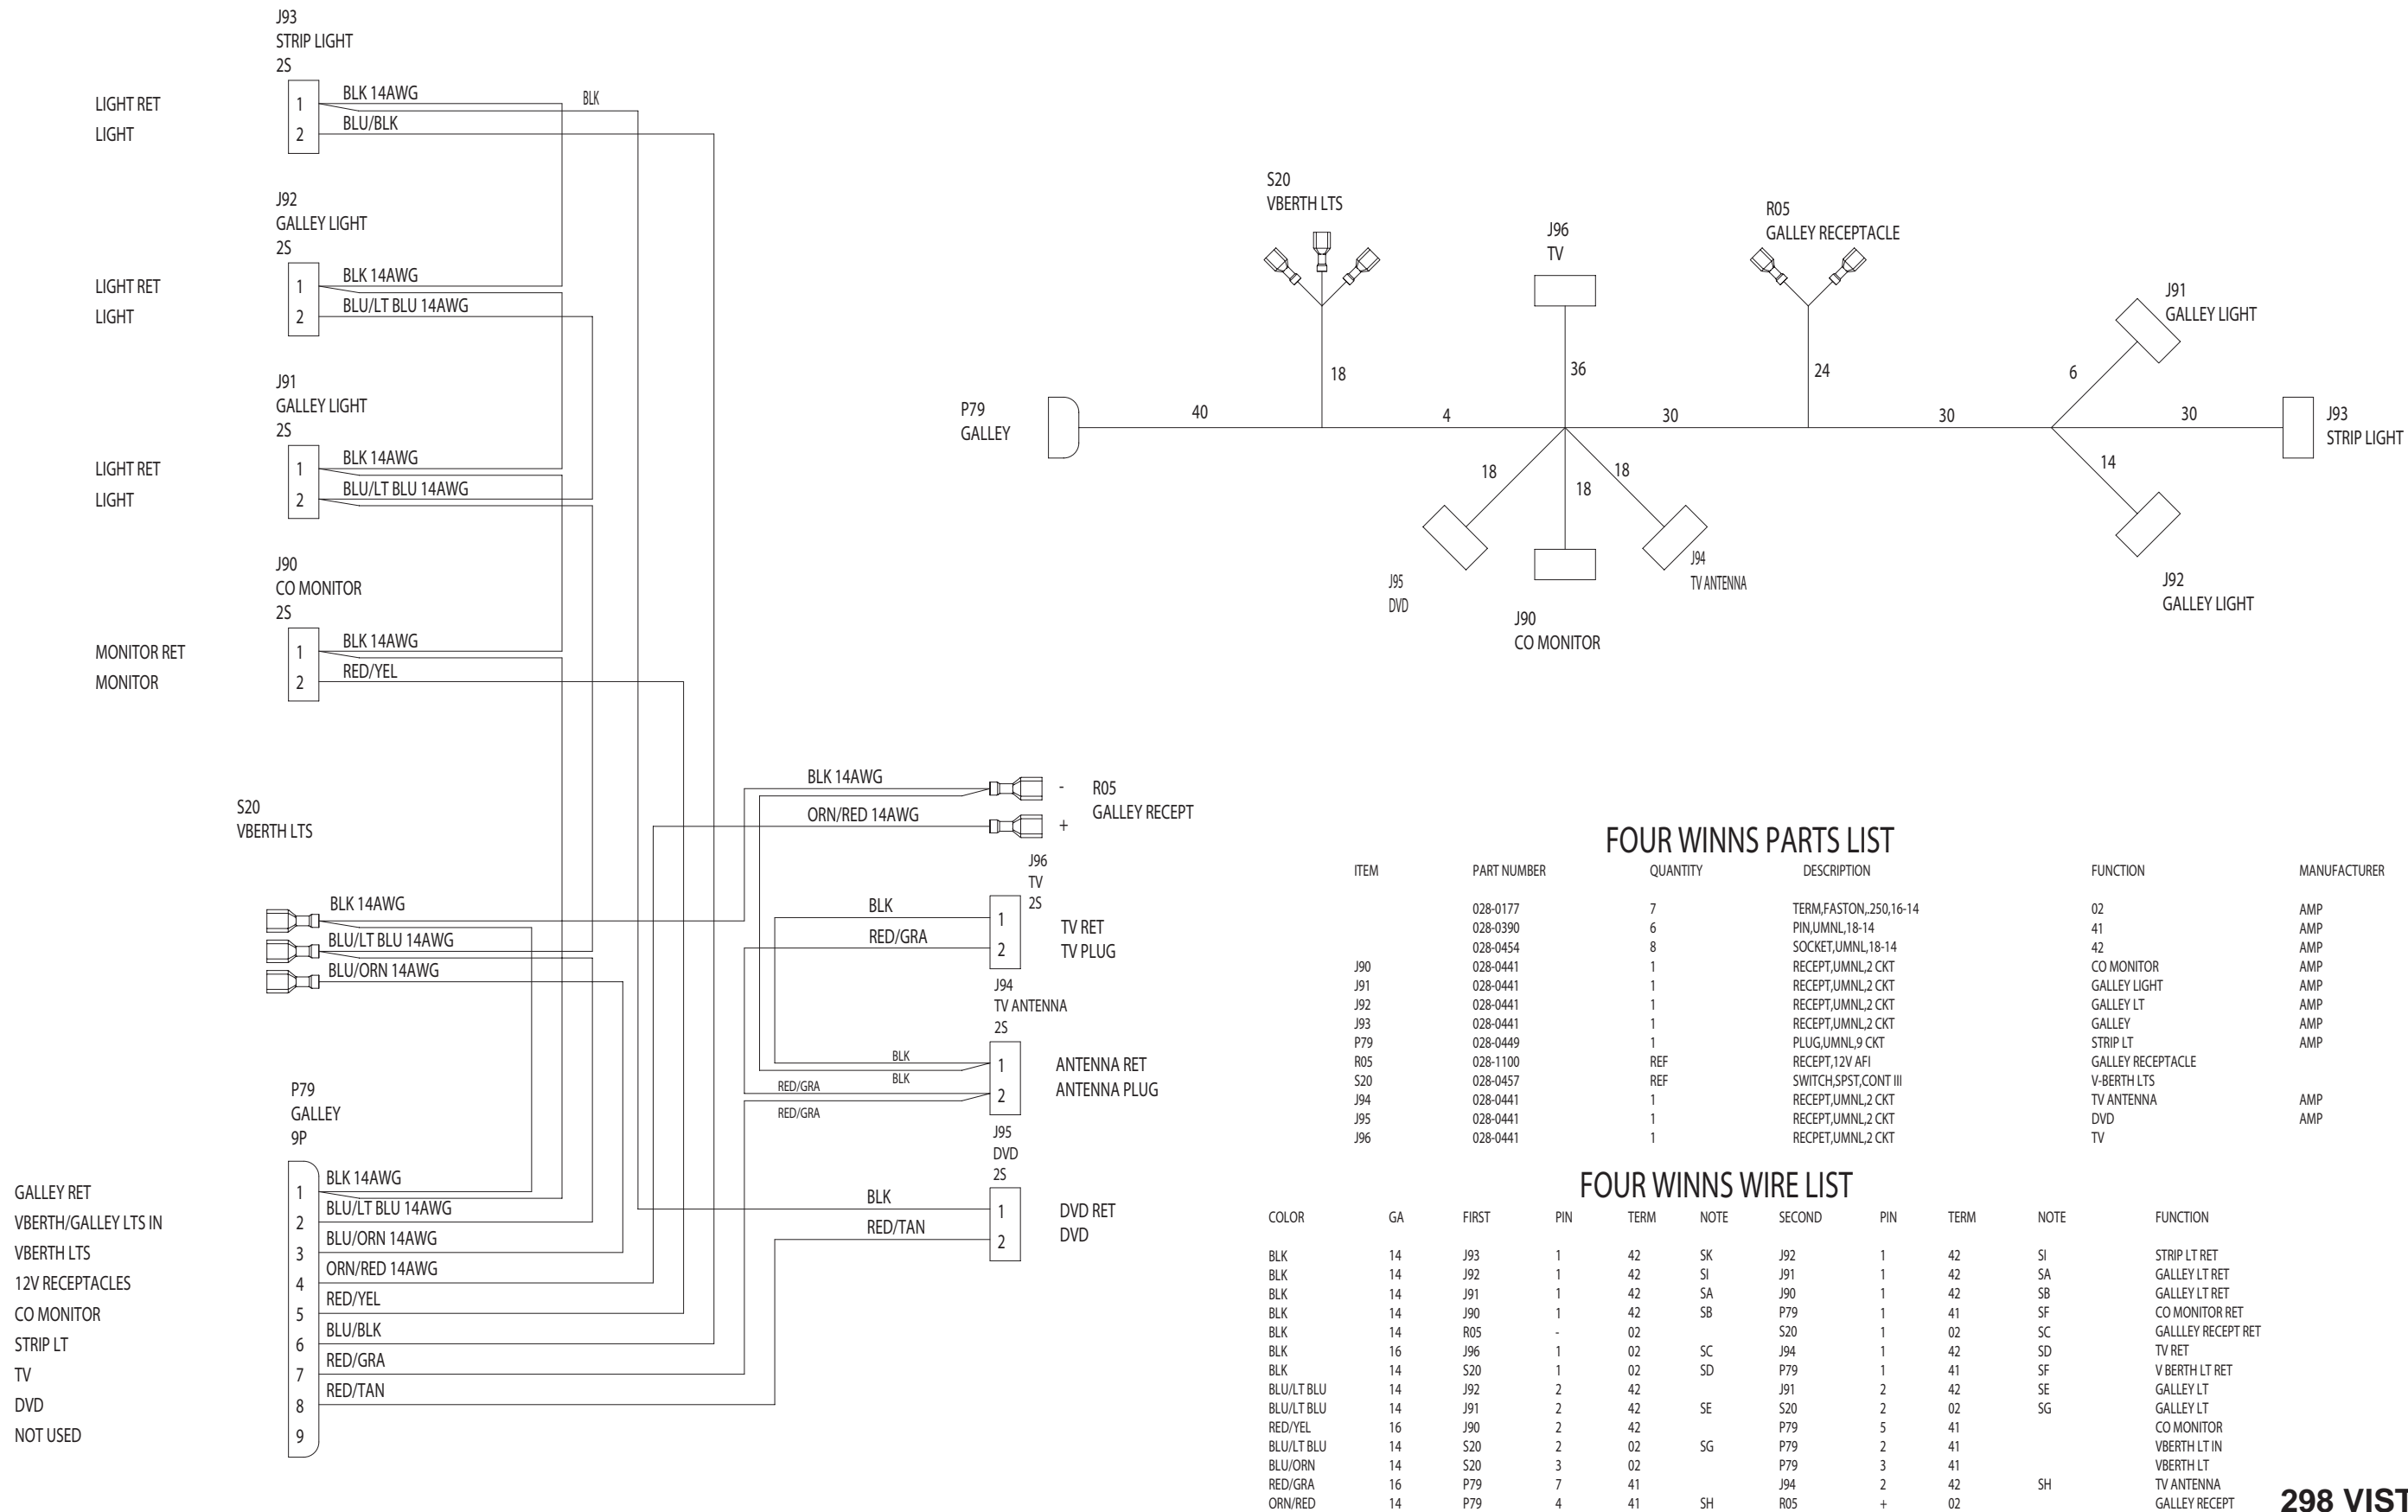 J93
STRIP LIGHT
2S
LIGHT RET 1 BLK 14AWG BLK
LIGHT 2 BLU/BLK
J92
GALLEY LIGHT
2S
LIGHT RET 1 BLK 14AWG
LIGHT 2 BLU/LT BLU 14AWG
J91
GALLEY LIGHT
2S
LIGHT RET 1 BLK 14AWG
LIGHT 2 BLU/LT BLU 14AWG
J90
CO MONITOR
2S
MONITOR RET 1 BLK 14AWG
MONITOR 2 RED/YEL
S20
VBERTH LTS
BLK 14AWG
BLU/LT BLU 14AWG
BLU/ORN 14AWG
P79
GALLEY
9P
GALLEY RET 1 BLK 14AWG
VBERTH/GALLEY LTS IN 2 BLU/LT BLU 14AWG
VBERTH LTS 3 BLU/ORN 14AWG
12V RECEPTACLES 4 ORN/RED 14AWG
CO MONITOR 5 RED/YEL
STRIP LT 6 BLU/BLK
TV 7 RED/GRA
DVD 8 RED/TAN
NOT USED 9
BLK 14AWG - R05
ORN/RED 14AWG + GALLEY RECEPT
J96
TV
2S
BLK 1 TV RET
RED/GRA 2 TV PLUG
J94
TV ANTENNA
2S
BLK 1 ANTENNA RET
BLK
RED/GRA 2 ANTENNA PLUG
RED/GRA
J95
DVD
2S
BLK 1 DVD RET
RED/TAN 2 DVD
S20
VBERTH LTS
J96
TV
R05
GALLEY RECEPTACLE
J91
GALLEY LIGHT
18
36
24
6
P79
GALLEY
40
4
30
30
30
J93
STRIP LIGHT
18
18
18
14
J95
DVD
J90
CO MONITOR
J94
TV ANTENNA
J92
GALLEY LIGHT
FOUR WINNS PARTS LIST
ITEM PART NUMBER QUANTITY DESCRIPTION FUNCTION MANUFACTURER
028-0177 7 TERM,FASTON,.250,16-14 02 AMP
028-0390 6 PIN,UMNL,18-14 41 AMP
028-0454 8 SOCKET,UMNL,18-14 42 AMP
J90 028-0441 1 RECEPT,UMNL,2 CKT CO MONITOR AMP
J91 028-0441 1 RECEPT,UMNL,2 CKT GALLEY LIGHT AMP
J92 028-0441 1 RECEPT,UMNL,2 CKT GALLEY LT AMP
J93 028-0441 1 RECEPT,UMNL,2 CKT GALLEY AMP
P79 028-0449 1 PLUG,UMNL,9 CKT STRIP LT AMP
R05 028-1100 REF RECEPT,12V AFI GALLEY RECEPTACLE
S20 028-0457 REF SWITCH,SPST,CONT III V-BERTH LTS
J94 028-0441 1 RECEPT,UMNL,2 CKT TV ANTENNA AMP
J95 028-0441 1 RECEPT,UMNL,2 CKT DVD AMP
J96 028-0441 1 RECPET,UMNL,2 CKT TV
FOUR WINNS WIRE LIST
COLOR GA FIRST PIN TERM NOTE SECOND PIN TERM NOTE FUNCTION
BLK 14 J93 1 42 SK J92 1 42 SI STRIP LT RET
BLK 14 J92 1 42 SI J91 1 42 SA GALLEY LT RET
BLK 14 J91 1 42 SA J90 1 42 SB GALLEY LT RET
BLK 14 J90 1 42 SB P79 1 41 SF CO MONITOR RET
BLK 14 R05 - 02 S20 1 02 SC GALLLEY RECEPT RET
BLK 16 J96 1 02 SC J94 1 42 SD TV RET
BLK 14 S20 1 02 SD P79 1 41 SF V BERTH LT RET
BLU/LT BLU 14 J92 2 42 J91 2 42 SE GALLEY LT
BLU/LT BLU 14 J91 2 42 SE S20 2 02 SG GALLEY LT
RED/YEL 16 J90 2 42 P79 5 41 CO MONITOR
BLU/LT BLU 14 S20 2 02 SG P79 2 41 VBERTH LT IN
BLU/ORN 14 S20 3 02 P79 3 41 VBERTH LT
RED/GRA 16 P79 7 41 J94 2 42 SH TV ANTENNA
ORN/RED 14 P79 4 41 SH R05 + 02 GALLEY RECEPT
298 VIST